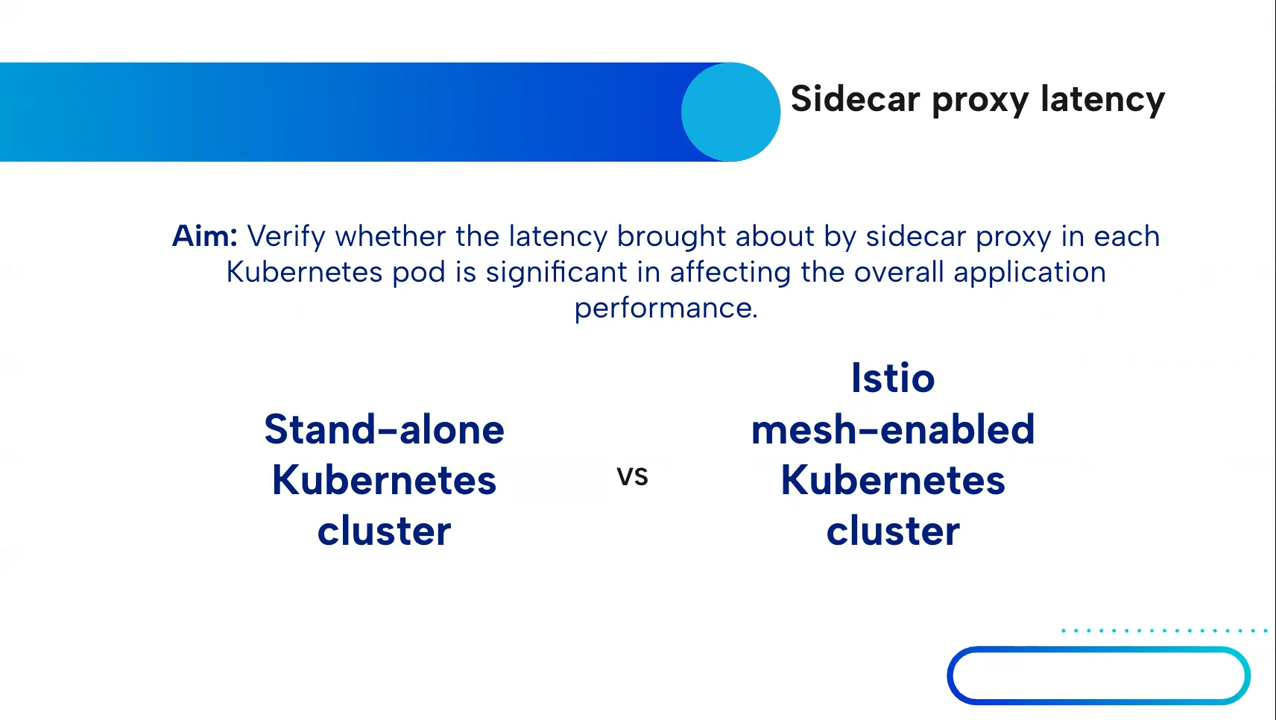 Sidecar proxy latency
Aim: Verify whether the latency brought about by sidecar proxy in each
Kubernetes pod is significant in affecting the overall application
performance.
Stand-alone
Kubernetes
cluster
vs
Istio
mesh-enabled
Kubernetes
cluster